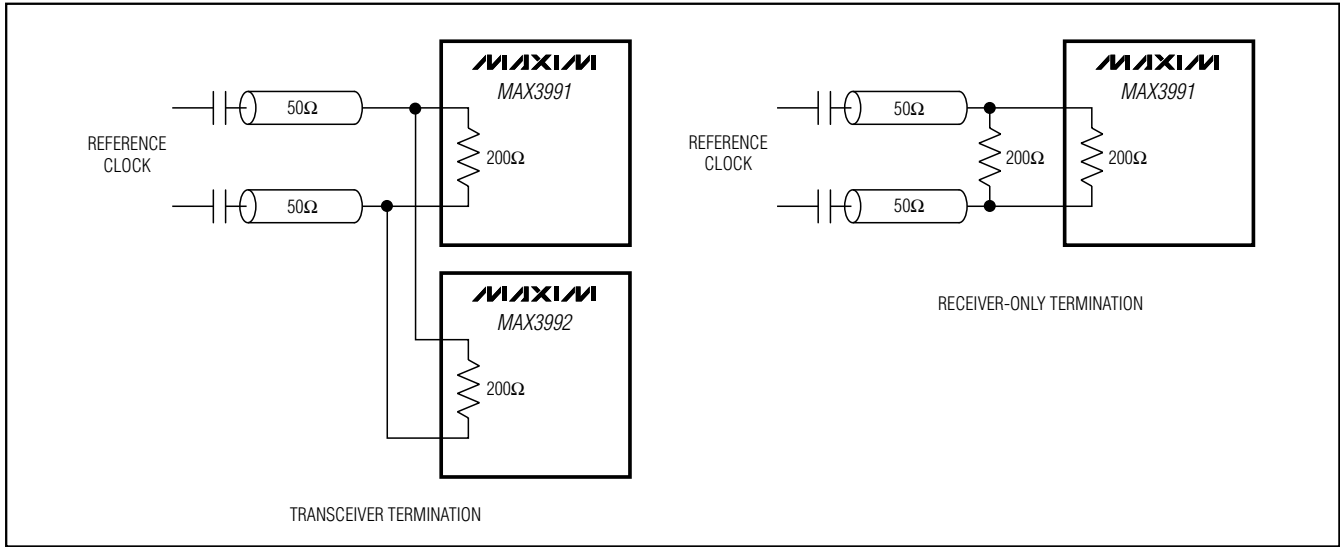 MAXIM
MAX3991
50Ω
REFERENCE
CLOCK
200Ω
50Ω
MAXIM
MAX3992
200Ω
TRANSCEIVER TERMINATION
MAXIM
MAX3991
50Ω
REFERENCE
CLOCK
200Ω
200Ω
50Ω
RECEIVER-ONLY TERMINATION